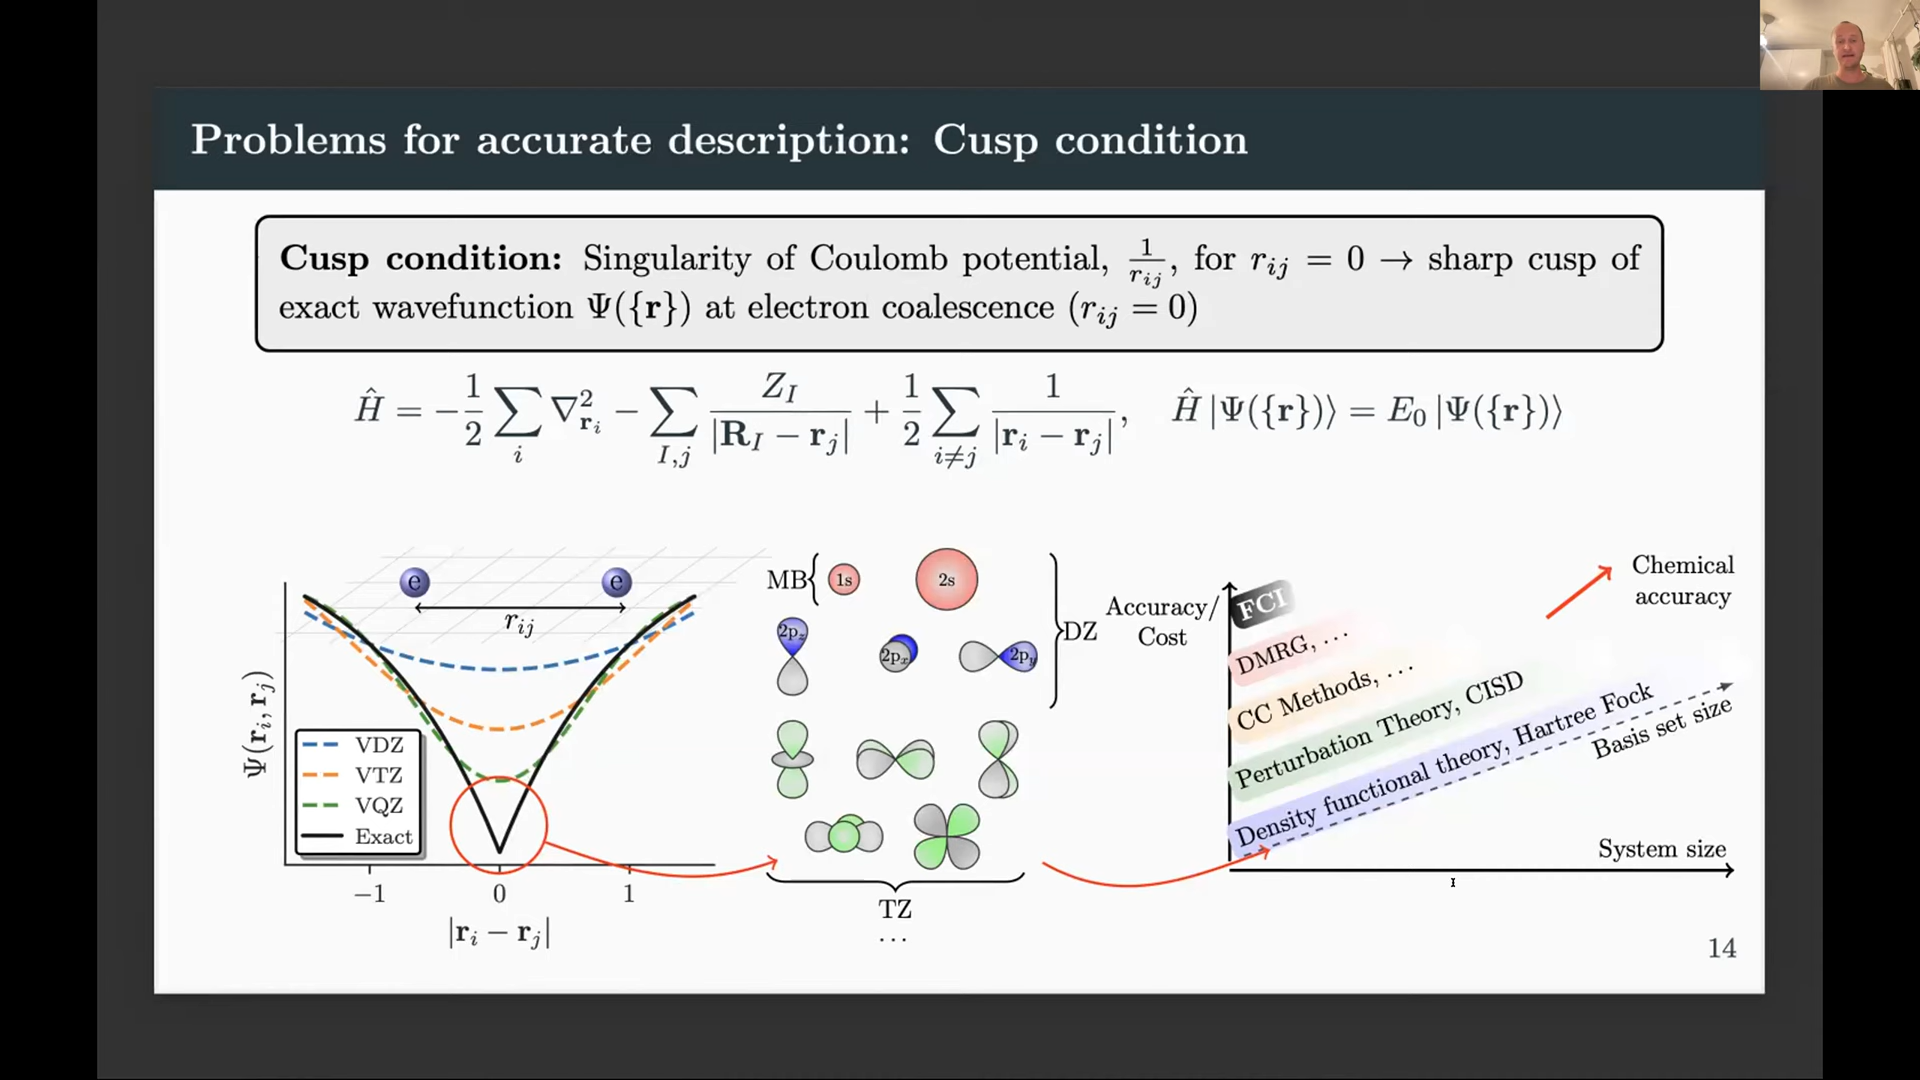 Problems for accurate description: Cusp condition
Cusp condition: Singularity of Coulomb potential, 1/r_ij, for r_ij = 0 → sharp cusp of
exact wavefunction Ψ({r}) at electron coalescence (r_ij = 0)
Ĥ = −1/2 ∑_i ∇²_{r_i} − ∑_{I,j} Z_I/|R_I − r_j| + 1/2 ∑_{i≠j} 1/|r_i − r_j|, Ĥ |Ψ({r})⟩ = E_0 |Ψ({r})⟩
e e
r_ij
Ψ(r_i, r_j)
VDZ
VTZ
VQZ
Exact
−1 0 1
|r_i − r_j|
MB 1s 2s
2p_z 2p_x 2p_y
DZ
TZ
...
Accuracy/
Cost
FCI
DMRG, ...
CC Methods, ...
Perturbation Theory, CISD
Density functional theory, Hartree Fock
Basis set size
System size
Chemical
accuracy
14